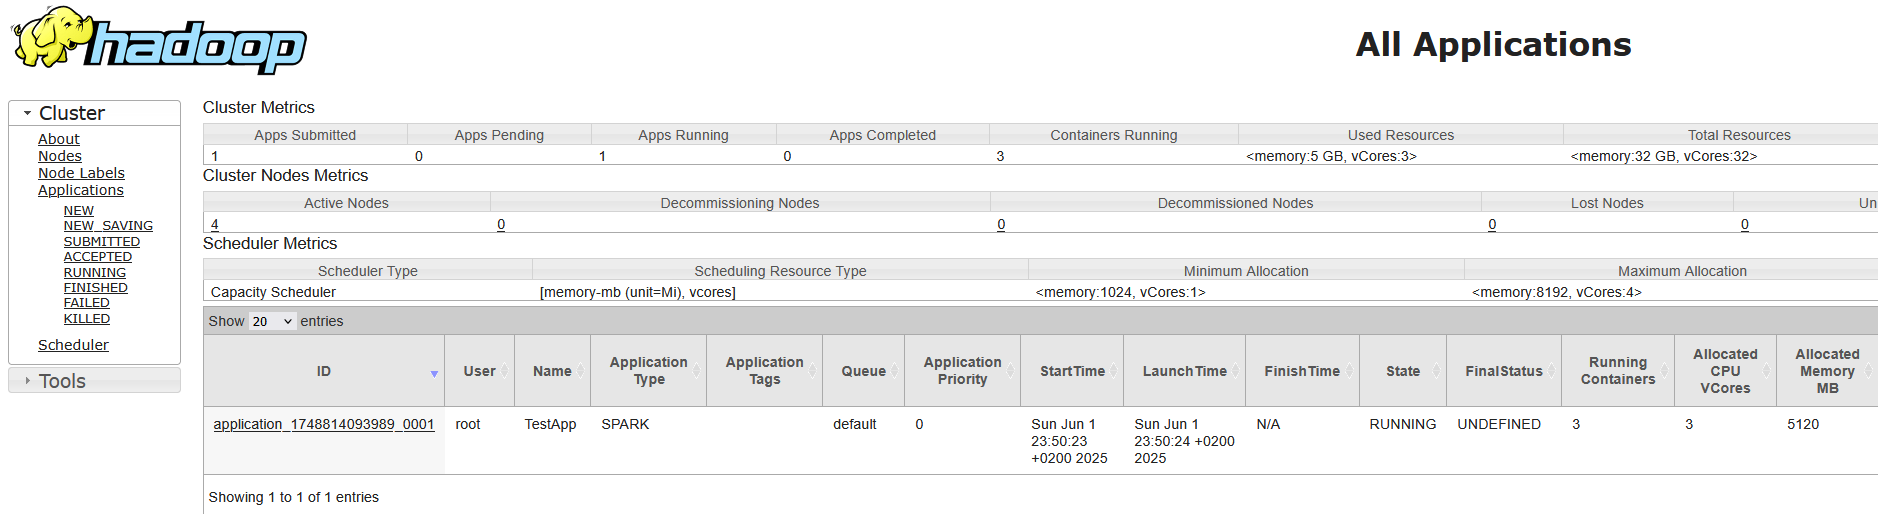 hadoop
All Applications
Cluster
About
Nodes
Node Labels
Applications
NEW
NEW_SAVING
SUBMITTED
ACCEPTED
RUNNING
FINISHED
FAILED
KILLED
Scheduler
Tools
Cluster Metrics
Apps Submitted Apps Pending Apps Running Apps Completed Containers Running Used Resources Total Resources
1 0 1 0 3 <memory:5 GB, vCores:3> <memory:32 GB, vCores:32>
Cluster Nodes Metrics
Active Nodes Decommissioning Nodes Decommissioned Nodes Lost Nodes Un
4 0 0 0 0
Scheduler Metrics
Scheduler Type Scheduling Resource Type Minimum Allocation Maximum Allocation
Capacity Scheduler [memory-mb (unit=Mi), vcores] <memory:1024, vCores:1> <memory:8192, vCores:4>
Show 20 entries
ID User Name Application Type Application Tags Queue Application Priority StartTime LaunchTime FinishTime State FinalStatus Running Containers Allocated CPU VCores Allocated Memory MB
application_1748814093989_0001 root TestApp SPARK default 0 Sun Jun 1 23:50:23 +0200 2025 Sun Jun 1 23:50:24 +0200 2025 N/A RUNNING UNDEFINED 3 3 5120
Showing 1 to 1 of 1 entries